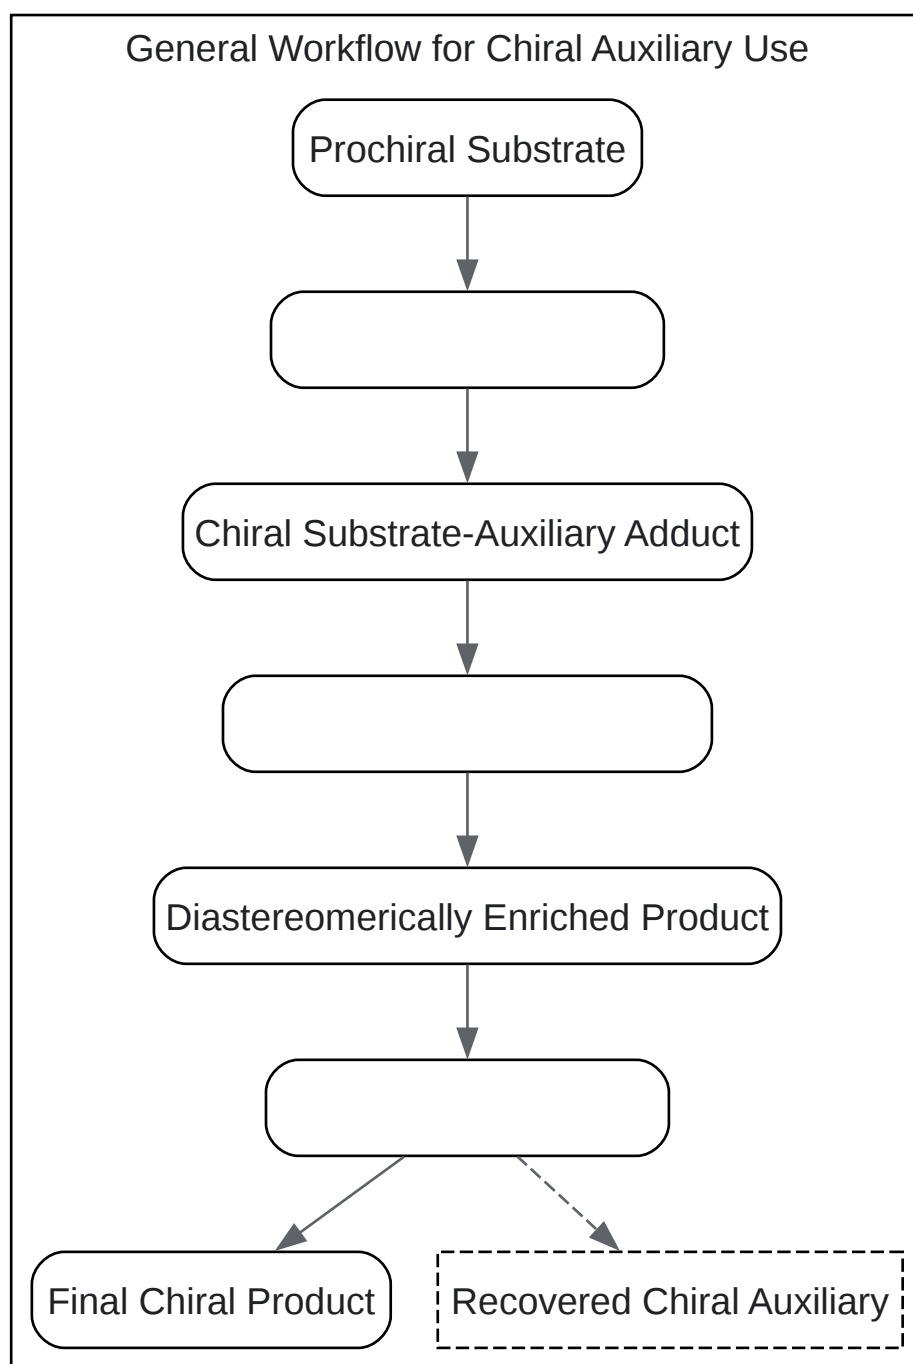 General Workflow for Chiral Auxiliary Use
Prochiral Substrate
Chiral Substrate-Auxiliary Adduct
Diastereomerically Enriched Product
Final Chiral Product
Recovered Chiral Auxiliary